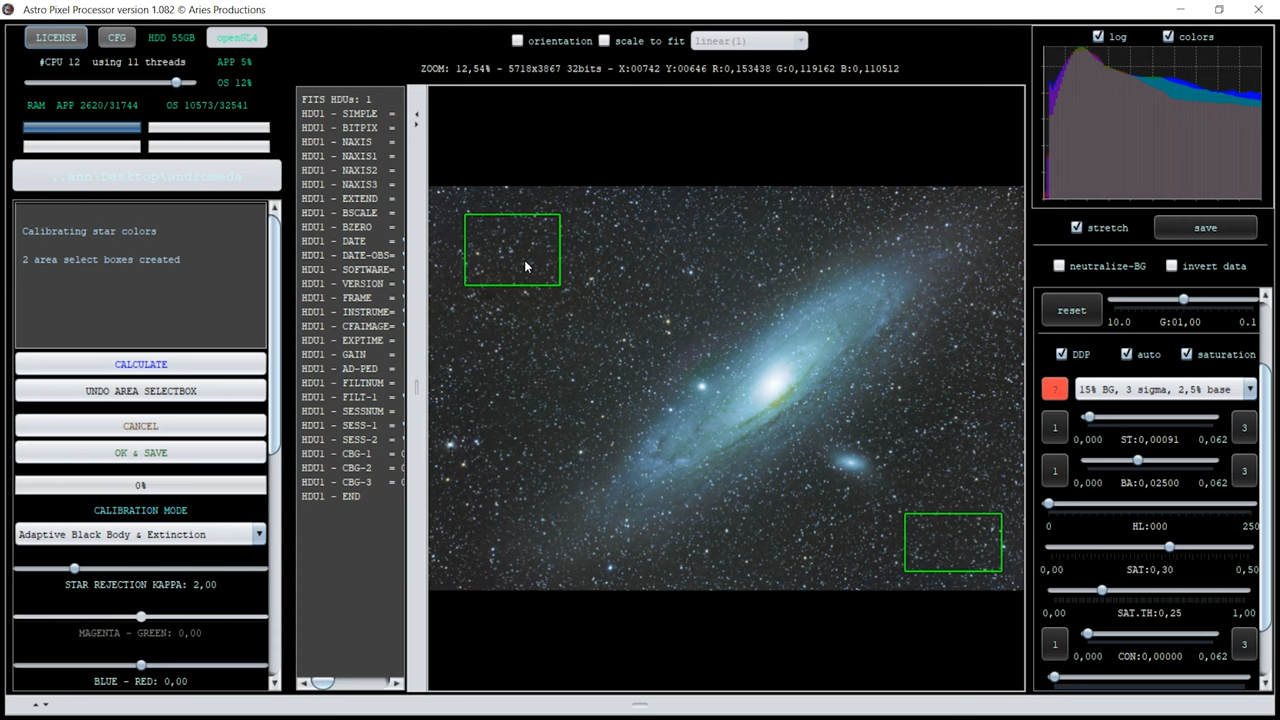 Astro Pixel Processor version 1.082 © Aries Productions
LICENSE CFG HDD 55GB openGL4
#CPU 12 using 11 threads APP 5%
OS 12%
RAM APP 2620/31744 OS 10573/32541
..ann\Desktop\andromeda
Calibrating star colors
2 area select boxes created
CALCULATE
UNDO AREA SELECTBOX
CANCEL
OK & SAVE
0%
CALIBRATION MODE
Adaptive Black Body & Extinction
STAR REJECTION KAPPA: 2,00
MAGENTA - GREEN: 0,00
BLUE - RED: 0,00
FITS HDUs: 1
HDU1 - SIMPLE =
HDU1 - BITPIX =
HDU1 - NAXIS =
HDU1 - NAXIS1 =
HDU1 - NAXIS2 =
HDU1 - NAXIS3 =
HDU1 - EXTEND =
HDU1 - BSCALE =
HDU1 - BZERO =
HDU1 - DATE = '
HDU1 - DATE-OBS= '
HDU1 - SOFTWARE= '
HDU1 - VERSION = '
HDU1 - FRAME = '
HDU1 - INSTRUME= '
HDU1 - CFAIMAGE= '
HDU1 - EXPTIME =
HDU1 - GAIN =
HDU1 - AD-PED =
HDU1 - FILTNUM =
HDU1 - FILT-1 = '
HDU1 - SESSNUM =
HDU1 - SESS-1 = '
HDU1 - SESS-2 = '
HDU1 - CBG-1 = 0
HDU1 - CBG-2 = 0
HDU1 - CBG-3 = 0
HDU1 - END
orientation scale to fit linear(1)
ZOOM: 12,54% - 5718x3867 32bits - X:00742 Y:00646 R:0,153438 G:0,119162 B:0,110512
log colors
stretch save
neutralize-BG invert data
reset
10.0 G:01,00 0.1
DDP auto saturation
? 15% BG, 3 sigma, 2,5% base
1 3
0,000 ST:0,00091 0,062
1 3
0,000 BA:0,02500 0,062
0 HL:000 250
0,00 SAT:0,30 0,50
0,00 SAT.TH:0,25 1,00
1 3
0,000 CON:0,00000 0,062